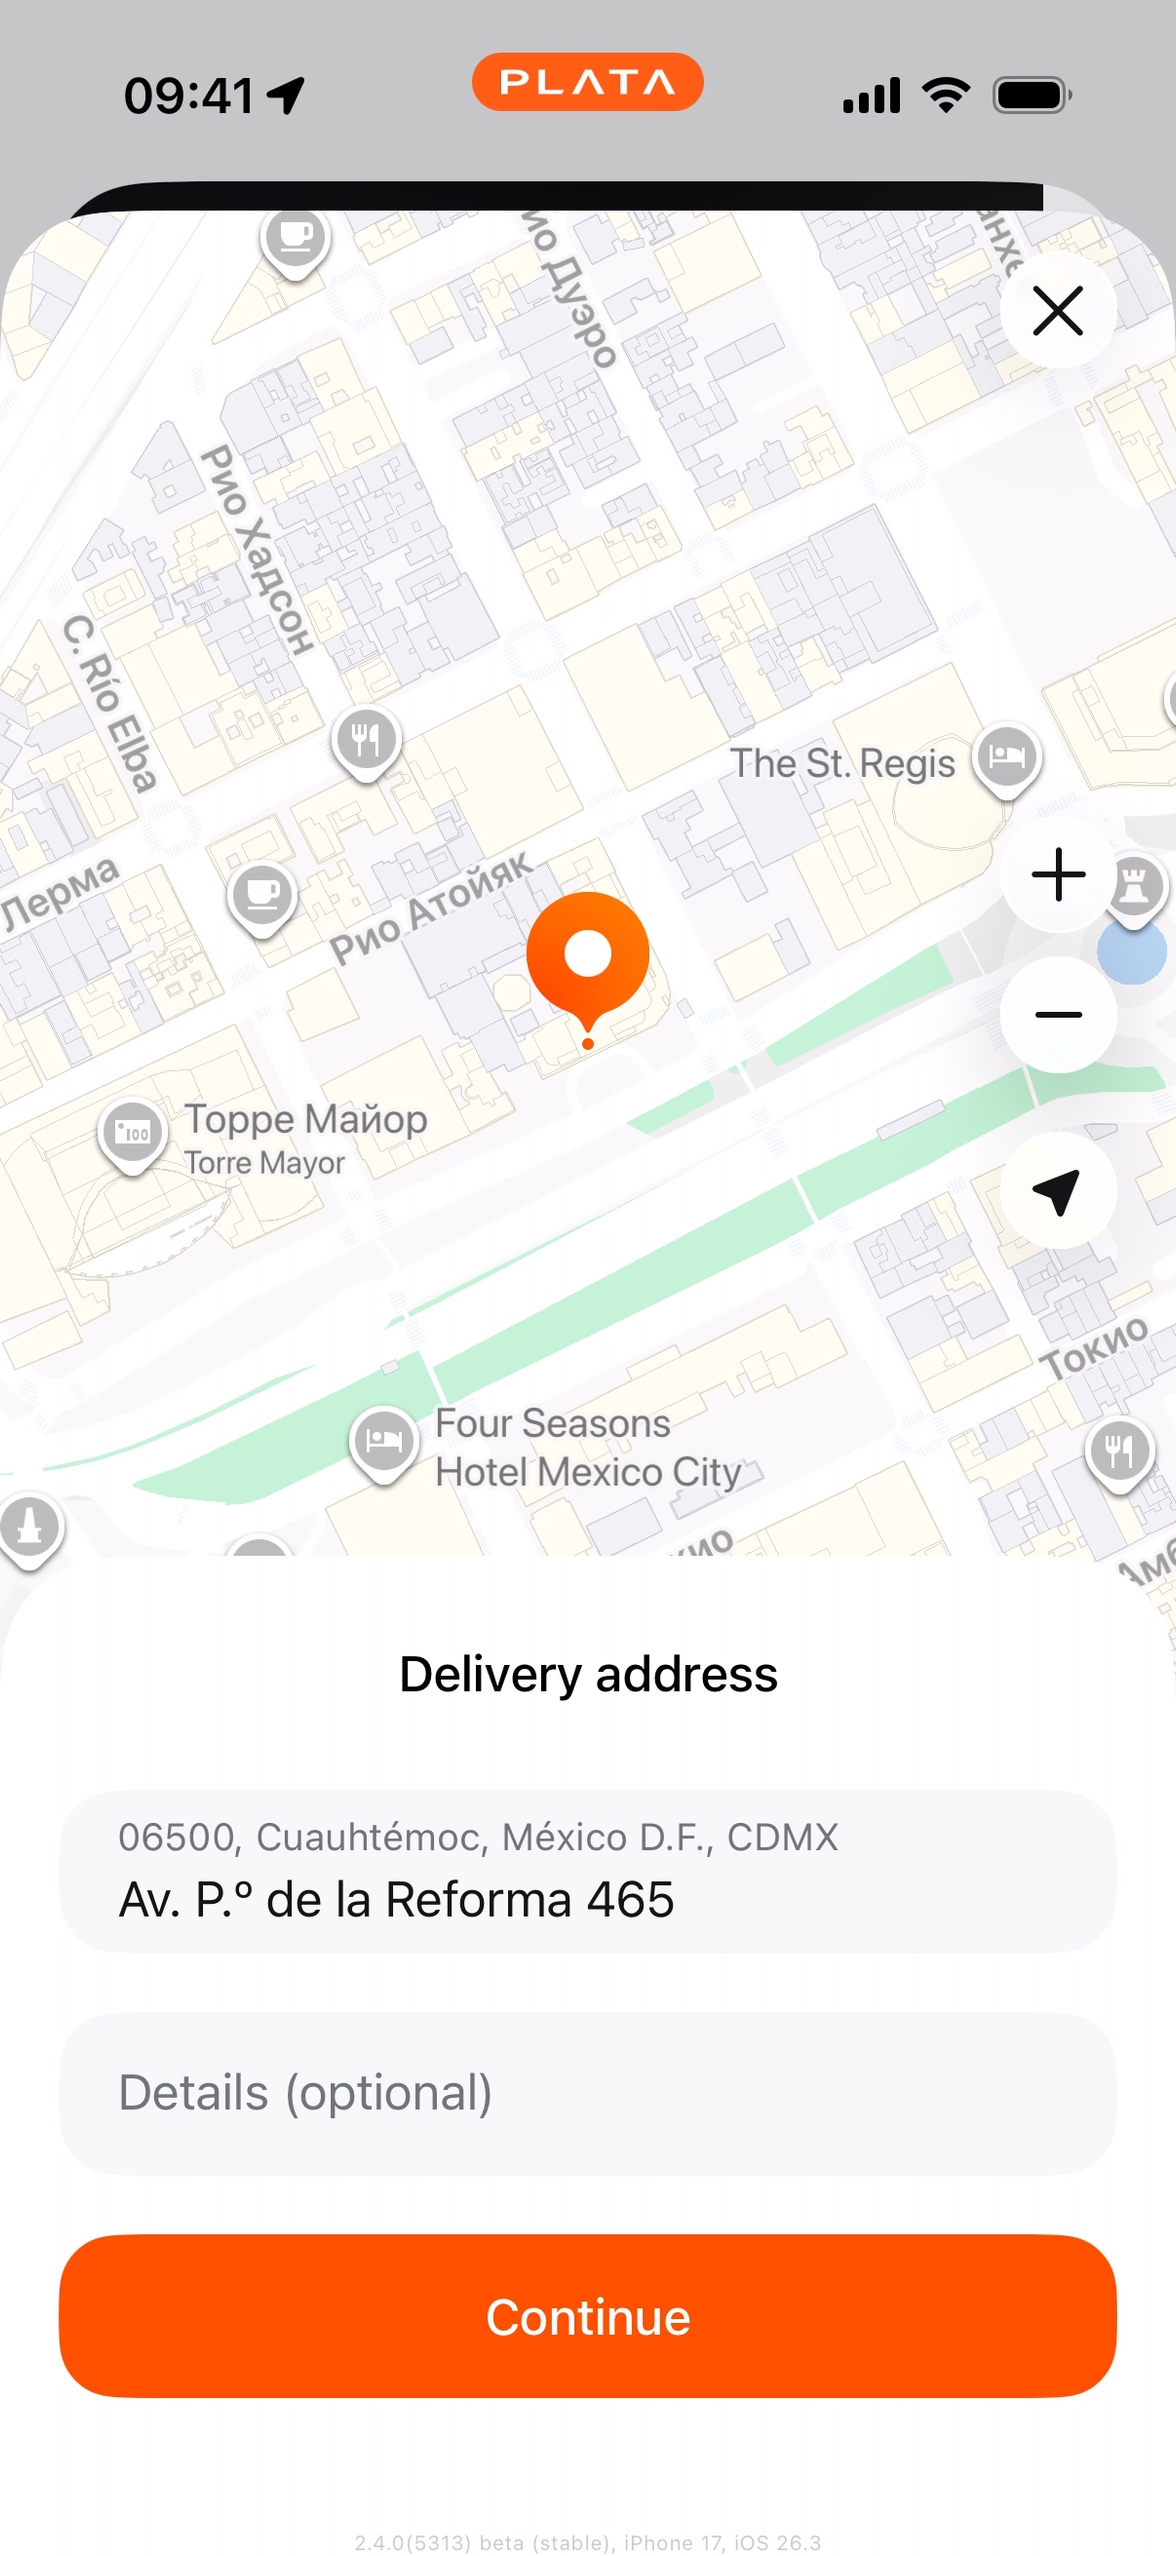 09:41
PLATA
ио Дуэро
Рио Хадсон
C. Río Elba
The St. Regis
Лерма
Рио Атойяк
100
Торре Майор
Torre Mayor
Токио
Four Seasons
Hotel Mexico City
Delivery address
06500, Cuauhtémoc, México D.F., CDMX
Av. P.º de la Reforma 465
Details (optional)
Continue
2.4.0(5313) beta (stable), iPhone 17, iOS 26.3